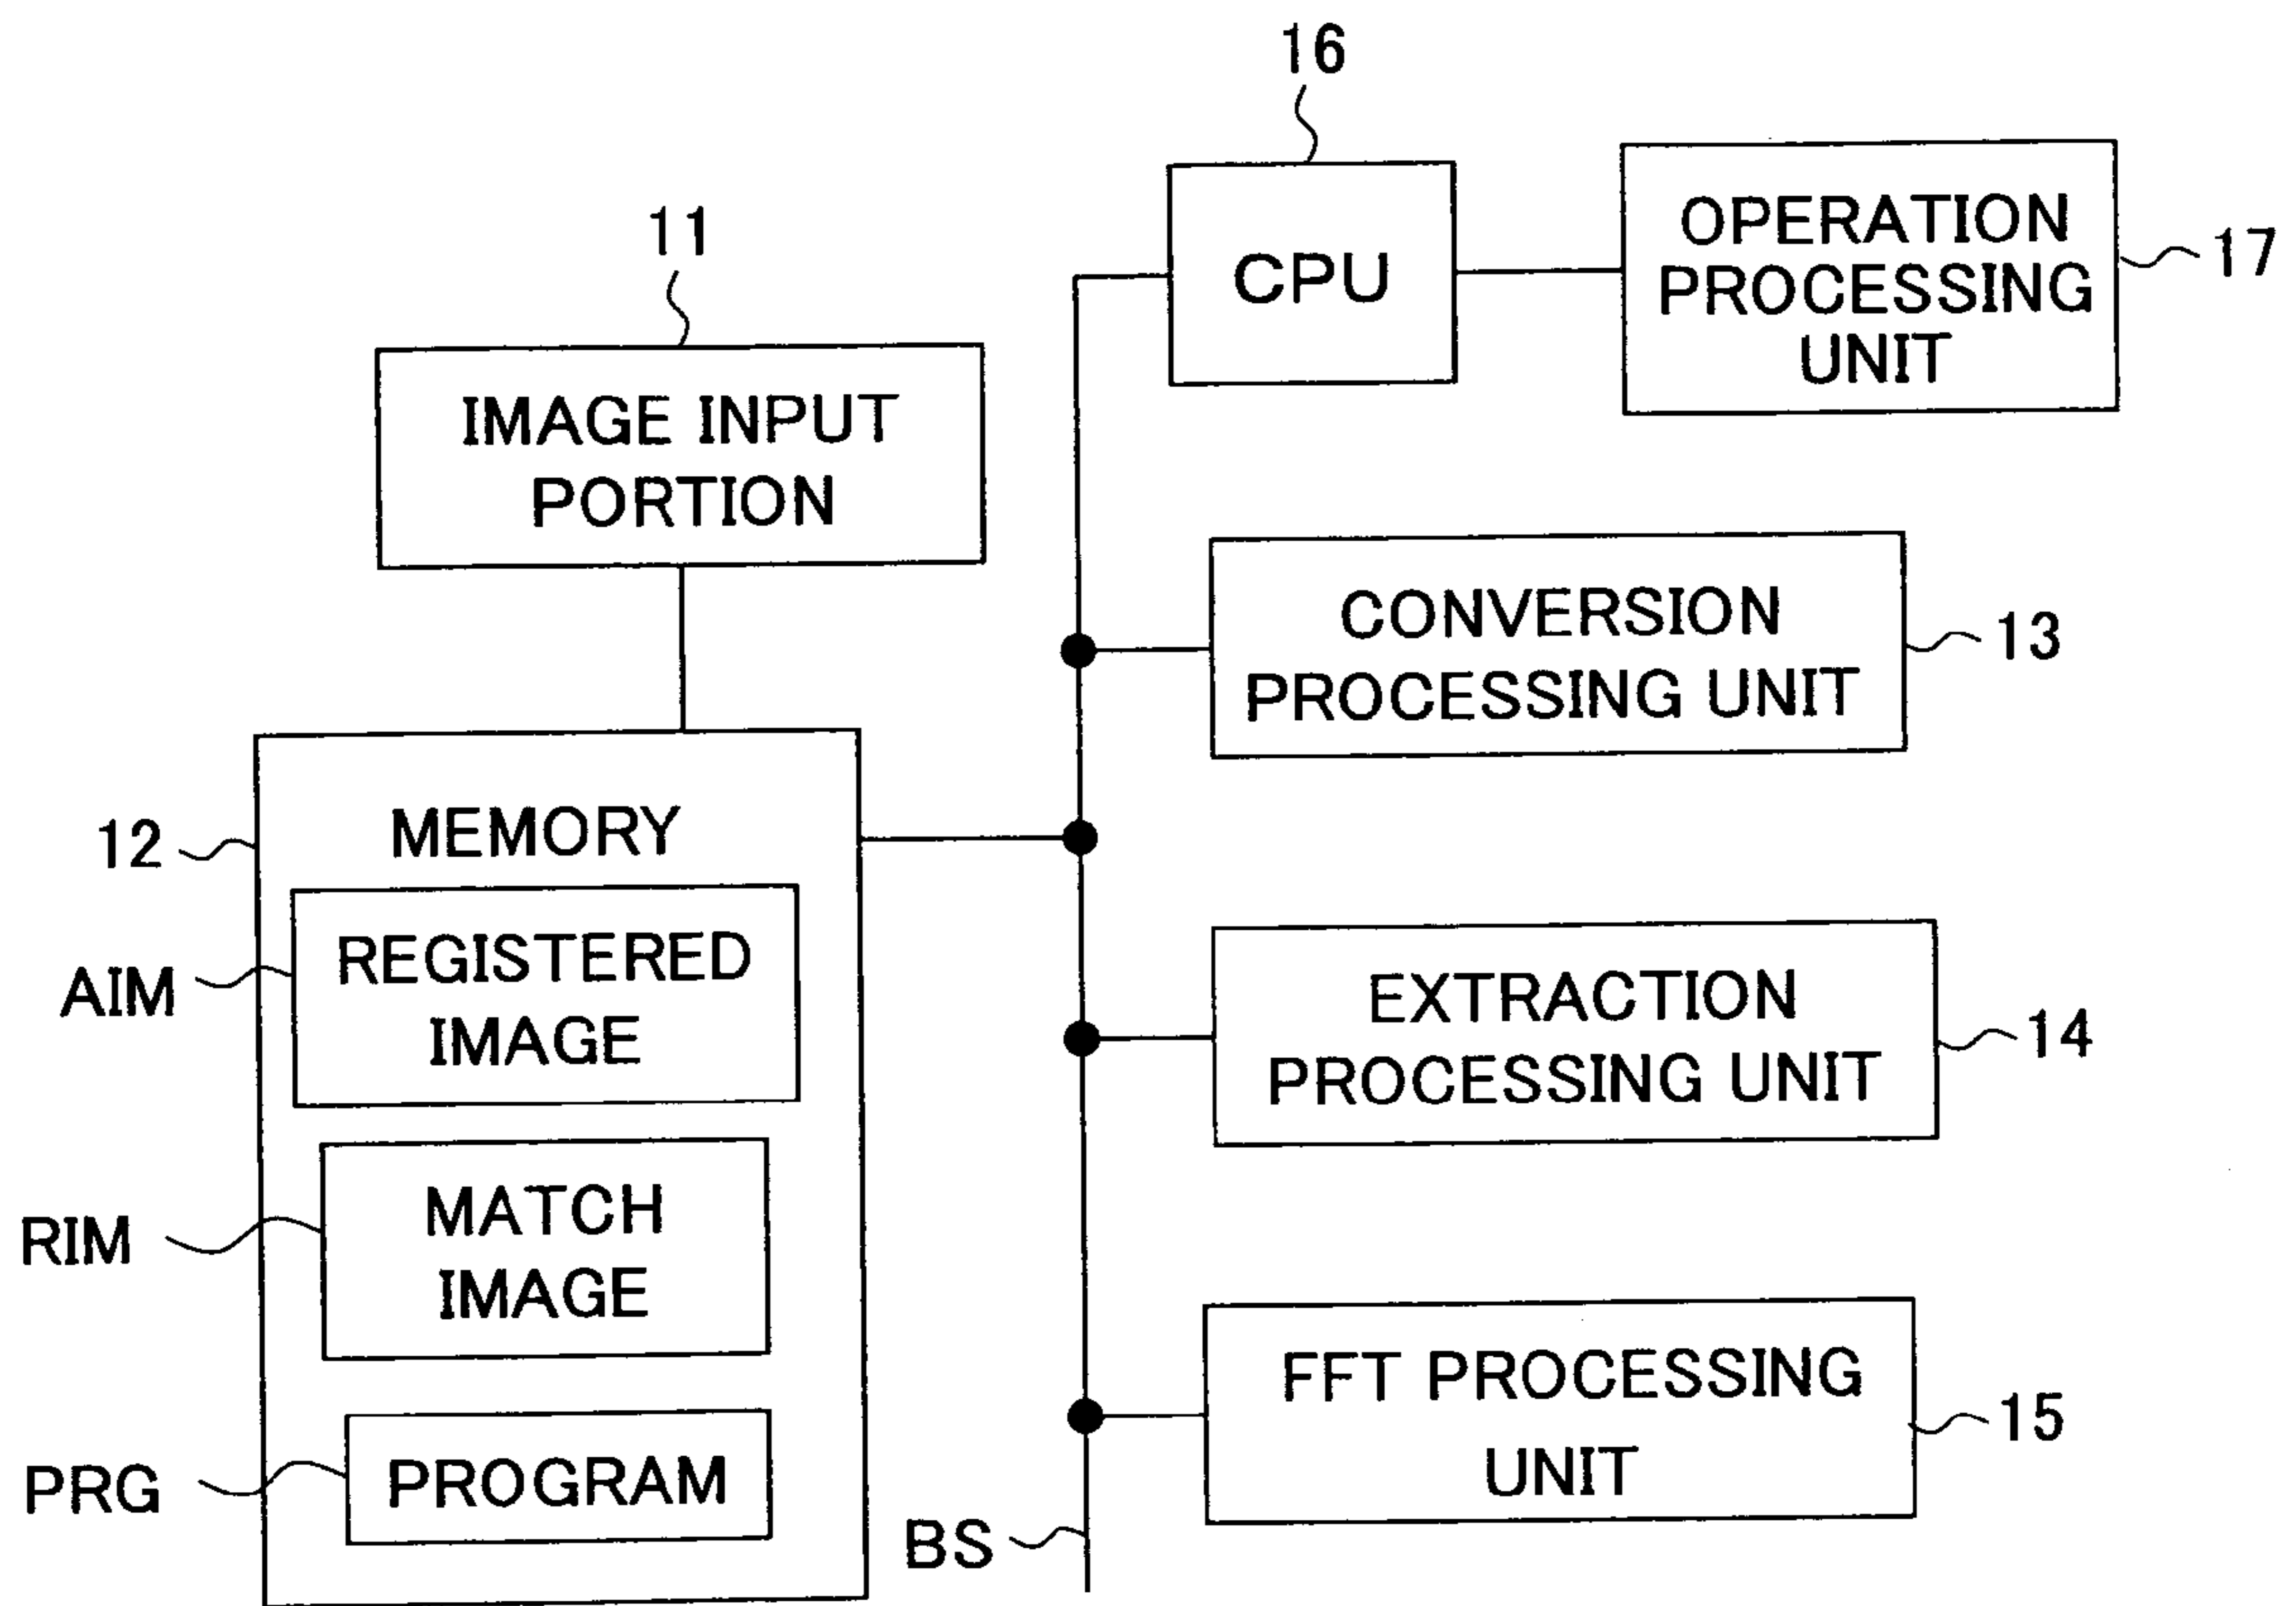 16
CPU
OPERATION
PROCESSING
UNIT
17
11
IMAGE INPUT
PORTION
CONVERSION
PROCESSING UNIT
13
12
MEMORY
AIM
REGISTERED
IMAGE
EXTRACTION
PROCESSING UNIT
14
RIM
MATCH
IMAGE
FFT PROCESSING
UNIT
15
PRG
PROGRAM
BS